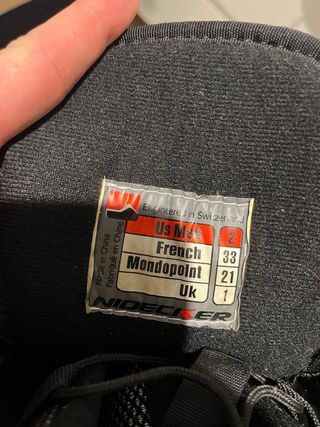 Engineered in Switzerland
Us Men 2
French 33
Mondopoint 21
Uk 1
NIDECKER
Made in China
Fabriqué en Chine